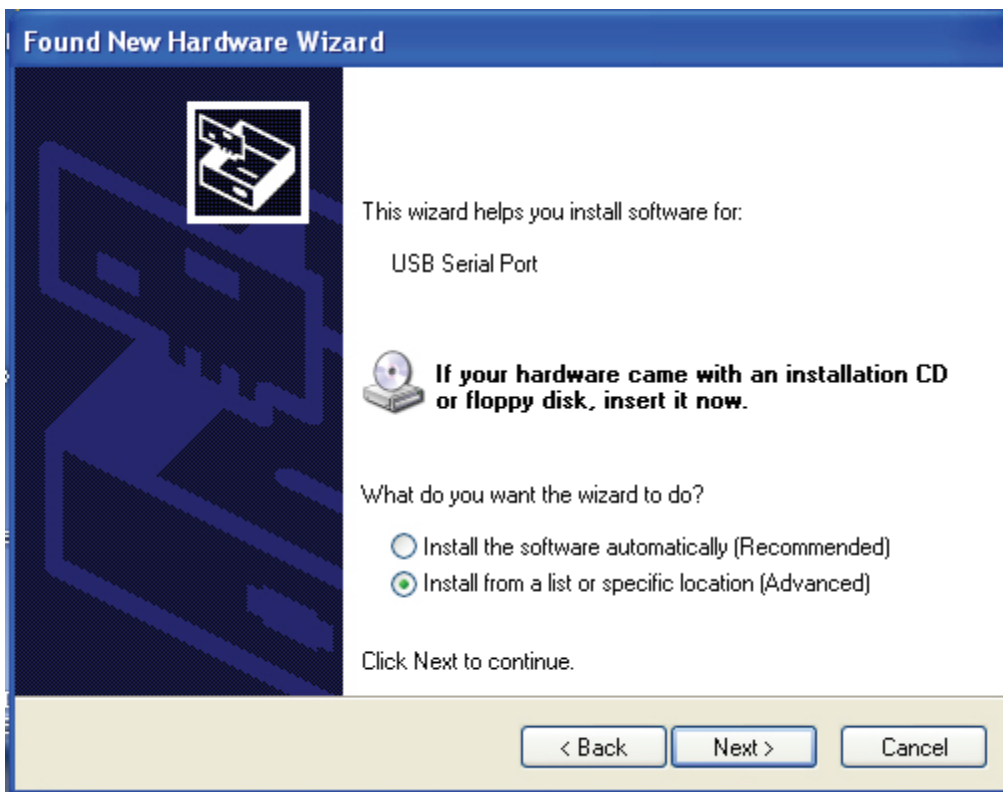 Found New Hardware Wizard
This wizard helps you install software for:
USB Serial Port
If your hardware came with an installation CD
or floppy disk, insert it now.
What do you want the wizard to do?
Install the software automatically (Recommended)
Install from a list or specific location (Advanced)
Click Next to continue.
< Back
Next >
Cancel